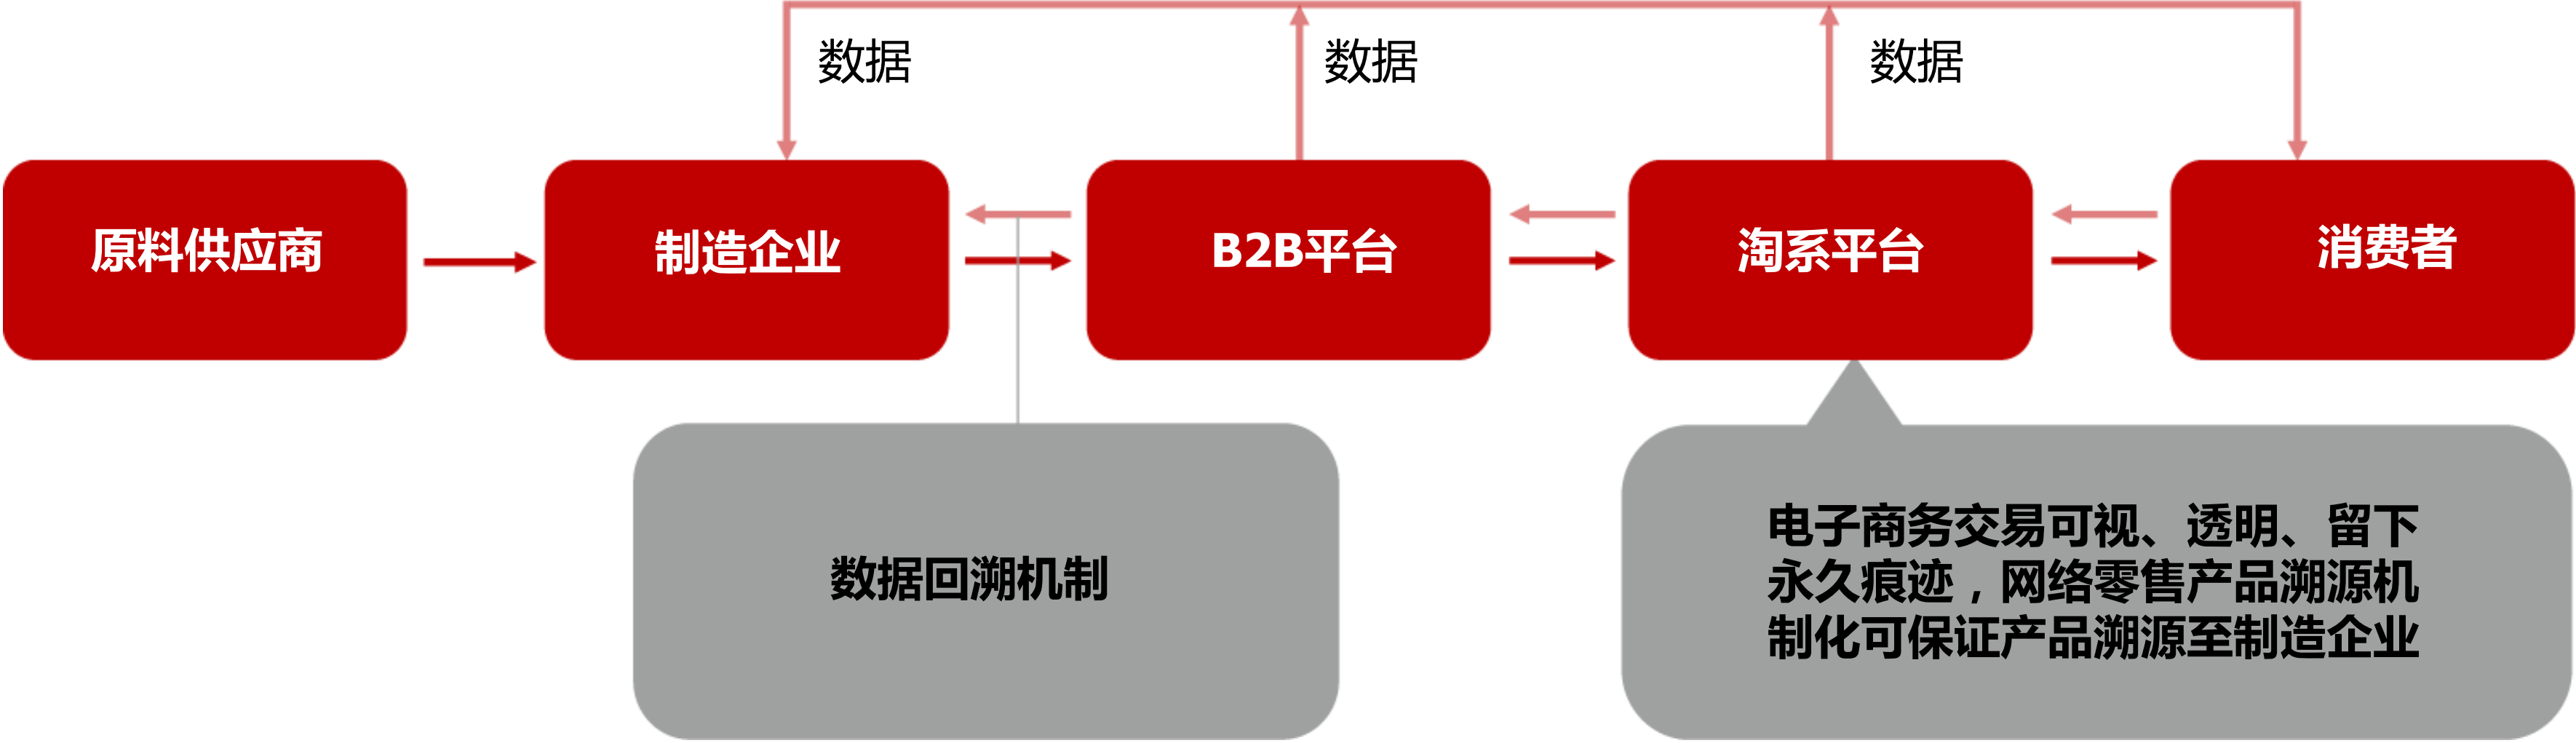 数据
数据
数据
原料供应商
制造企业
B2B平台
淘系平台
消费者
数据回溯机制
电子商务交易可视、透明、留下
永久痕迹，网络零售产品溯源机
制化可保证产品溯源至制造企业